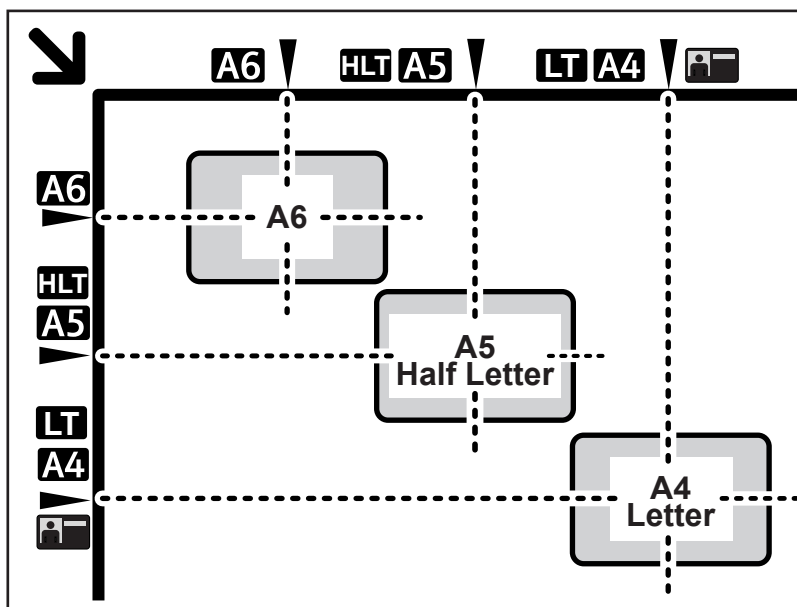 A6 HLT A5 LT A4
A6
A6
HLT
A5
A5
Half Letter
LT
A4
A4
Letter